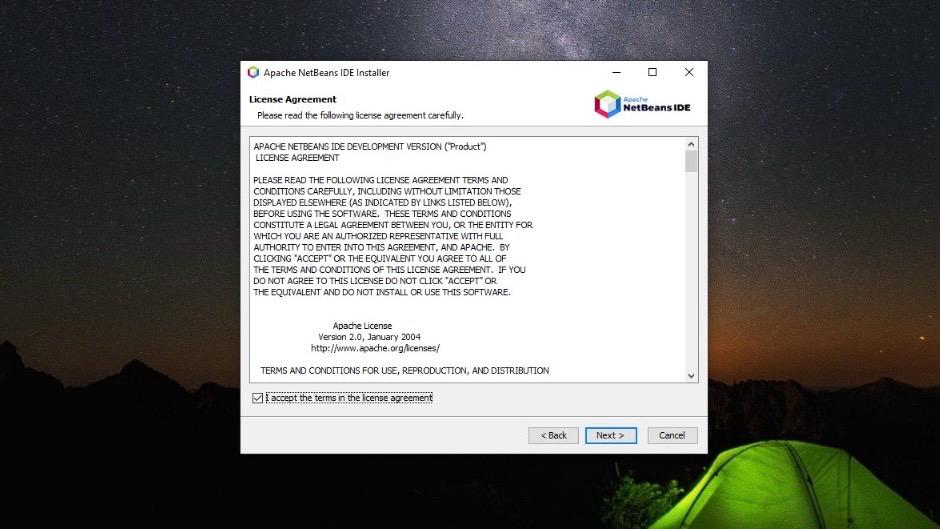 Apache NetBeans IDE Installer
License Agreement
Please read the following license agreement carefully.
Apache
NetBeans IDE
APACHE NETBEANS IDE DEVELOPMENT VERSION ("Product")
LICENSE AGREEMENT
PLEASE READ THE FOLLOWING LICENSE AGREEMENT TERMS AND
CONDITIONS CAREFULLY, INCLUDING WITHOUT LIMITATION THOSE
DISPLAYED ELSEWHERE (AS INDICATED BY LINKS LISTED BELOW),
BEFORE USING THE SOFTWARE.  THESE TERMS AND CONDITIONS
CONSTITUTE A LEGAL AGREEMENT BETWEEN YOU, OR THE ENTITY FOR
WHICH YOU ARE AN AUTHORIZED REPRESENTATIVE WITH FULL
AUTHORITY TO ENTER INTO THIS AGREEMENT, AND APACHE.  BY
CLICKING "ACCEPT" OR THE EQUIVALENT YOU AGREE TO ALL OF
THE TERMS AND CONDITIONS OF THIS LICENSE AGREEMENT.  IF YOU
DO NOT AGREE TO THIS LICENSE DO NOT CLICK "ACCEPT" OR
THE EQUIVALENT AND DO NOT INSTALL OR USE THIS SOFTWARE.
Apache License
Version 2.0, January 2004
http://www.apache.org/licenses/
TERMS AND CONDITIONS FOR USE, REPRODUCTION, AND DISTRIBUTION
I accept the terms in the license agreement
< Back
Next >
Cancel